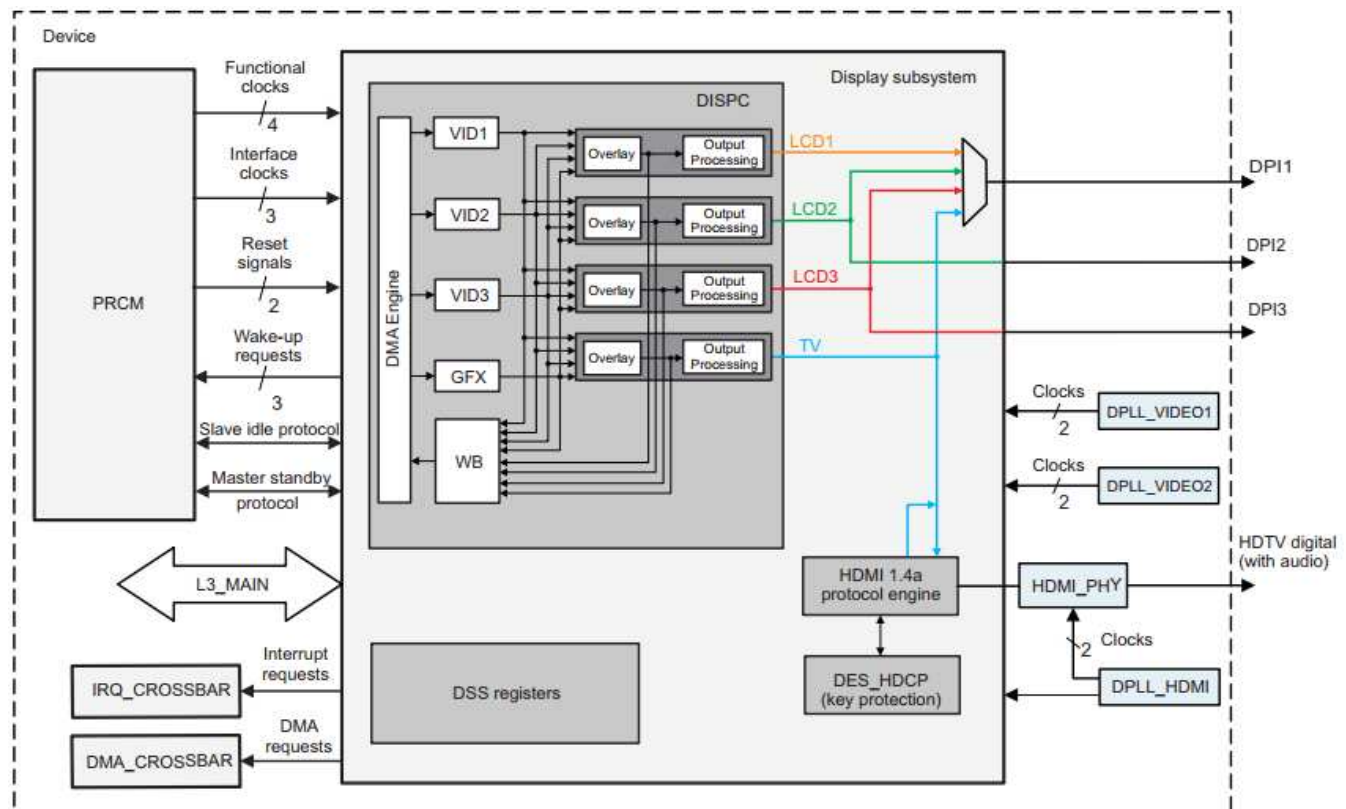 Device
PRCM
Functional
clocks
4
Interface
clocks
3
Reset
signals
2
Wake-up
requests
3
Slave idle protocol
Master standby
protocol
L3_MAIN
Interrupt
requests
IRQ_CROSSBAR
DMA
requests
DMA_CROSSBAR
Display subsystem
DISPC
DMA Engine
VID1
VID2
VID3
GFX
WB
Overlay
Output
Processing
Overlay
Output
Processing
Overlay
Output
Processing
Overlay
Output
Processing
LCD1
LCD2
LCD3
TV
DPI1
DPI2
DPI3
Clocks
2
DPLL_VIDEO1
Clocks
2
DPLL_VIDEO2
HDMI 1.4a
protocol engine
HDMI_PHY
HDTV digital
(with audio)
2
Clocks
DPLL_HDMI
DES_HDCP
(key protection)
DSS registers